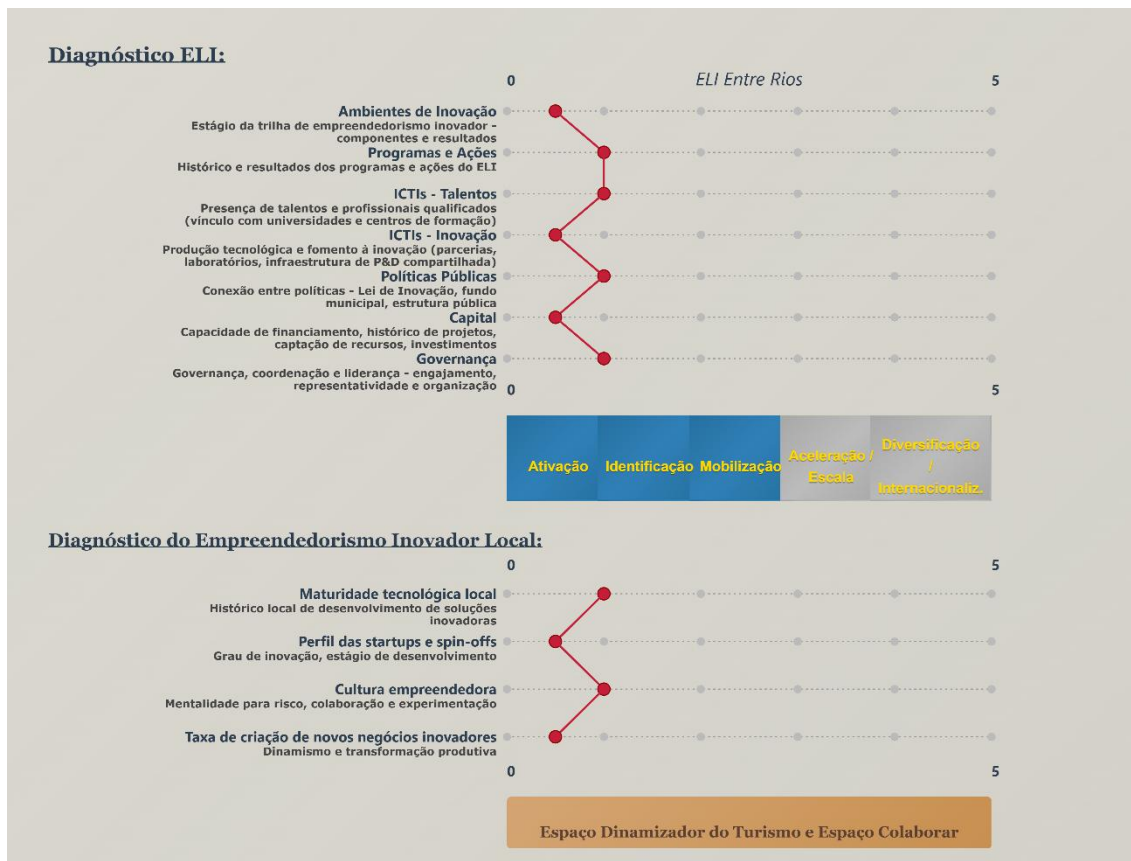 Diagnóstico ELI:
0 ELI Entre Rios 5
Ambientes de Inovação
Estágio da trilha de empreendedorismo inovador -
componentes e resultados
Programas e Ações
Histórico e resultados dos programas e ações do ELI
ICTIs - Talentos
Presença de talentos e profissionais qualificados
(vínculo com universidades e centros de formação)
ICTIs - Inovação
Produção tecnológica e fomento à inovação (parcerias,
laboratórios, infraestrutura de P&D compartilhada)
Políticas Públicas
Conexão entre políticas - Lei de Inovação, fundo
municipal, estrutura pública
Capital
Capacidade de financiamento, histórico de projetos,
captação de recursos, investimentos
Governança
Governança, coordenação e liderança - engajamento,
representatividade e organização
0 5
Ativação
Identificação
Mobilização
Aceleração /
Escala
Diversificação
/
Internacionaliz.
Diagnóstico do Empreendedorismo Inovador Local:
0 5
Maturidade tecnológica local
Histórico local de desenvolvimento de soluções
inovadoras
Perfil das startups e spin-offs
Grau de inovação, estágio de desenvolvimento
Cultura empreendedora
Mentalidade para risco, colaboração e experimentação
Taxa de criação de novos negócios inovadores
Dinamismo e transformação produtiva
0 5
Espaço Dinamizador do Turismo e Espaço Colaborar